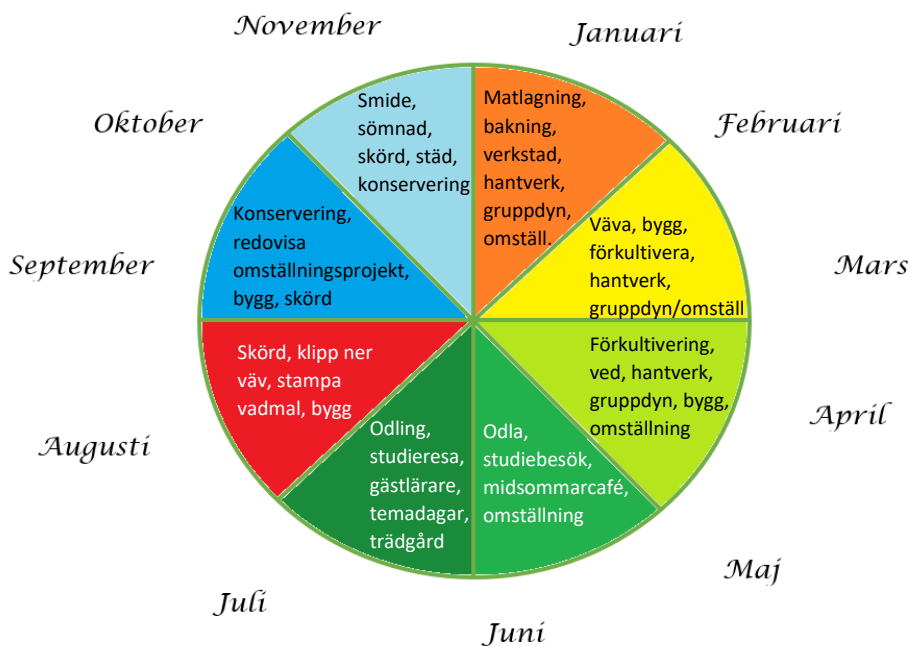 November
Januari
Oktober
Februari
Smide,
sömnad,
skörd, städ,
konservering
Matlagning,
bakning,
verkstad,
hantverk,
gruppdyn,
omställ.
Konservering,
redovisa
omställningsprojekt,
bygg, skörd
Väva, bygg,
förkultivera,
hantverk,
gruppdyn/omställ
September
Mars
Skörd, klipp ner
väv, stampa
vadmal, bygg
Förkultivering,
ved, hantverk,
gruppdyn, bygg,
omställning
Augusti
April
Odling,
studieresa,
gästlärare,
temadagar,
trädgård
Odla,
studiebesök,
midsommarcafé,
omställning
Juli
Juni
Maj